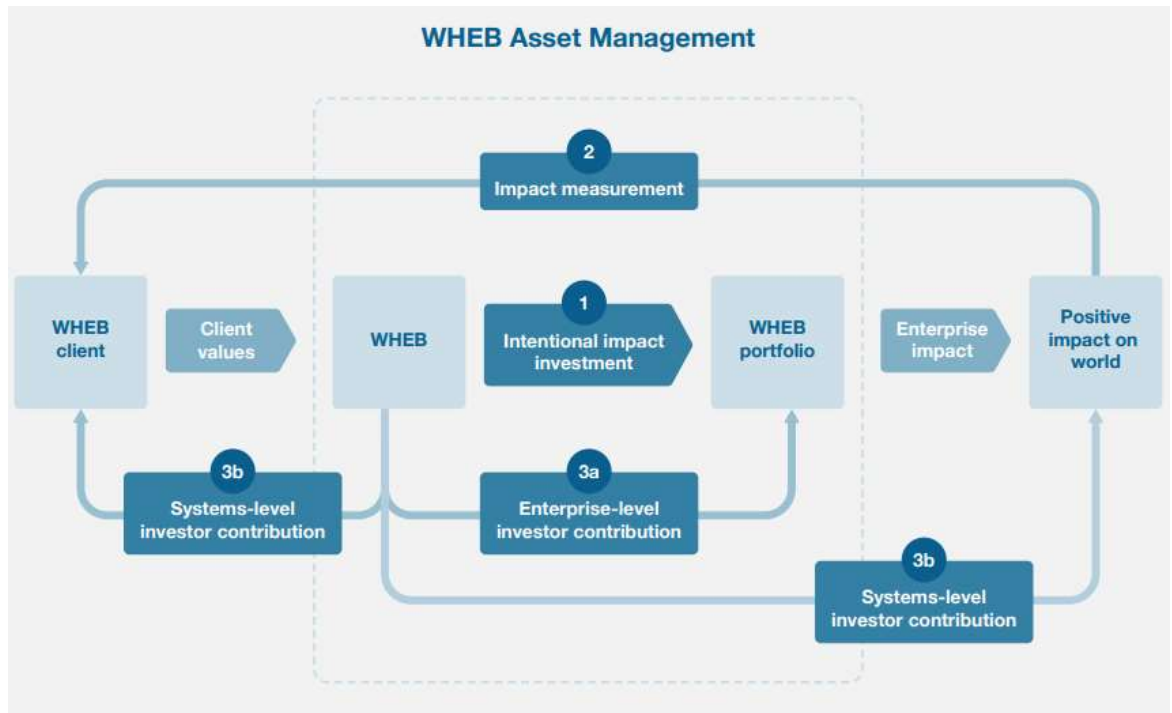 WHEB Asset Management
2
Impact measurement
WHEB
client
Client
values
WHEB
1
Intentional impact
investment
WHEB
portfolio
Enterprise
impact
Positive
impact on
world
3b
Systems-level
investor contribution
3a
Enterprise-level
investor contribution
3b
Systems-level
investor contribution